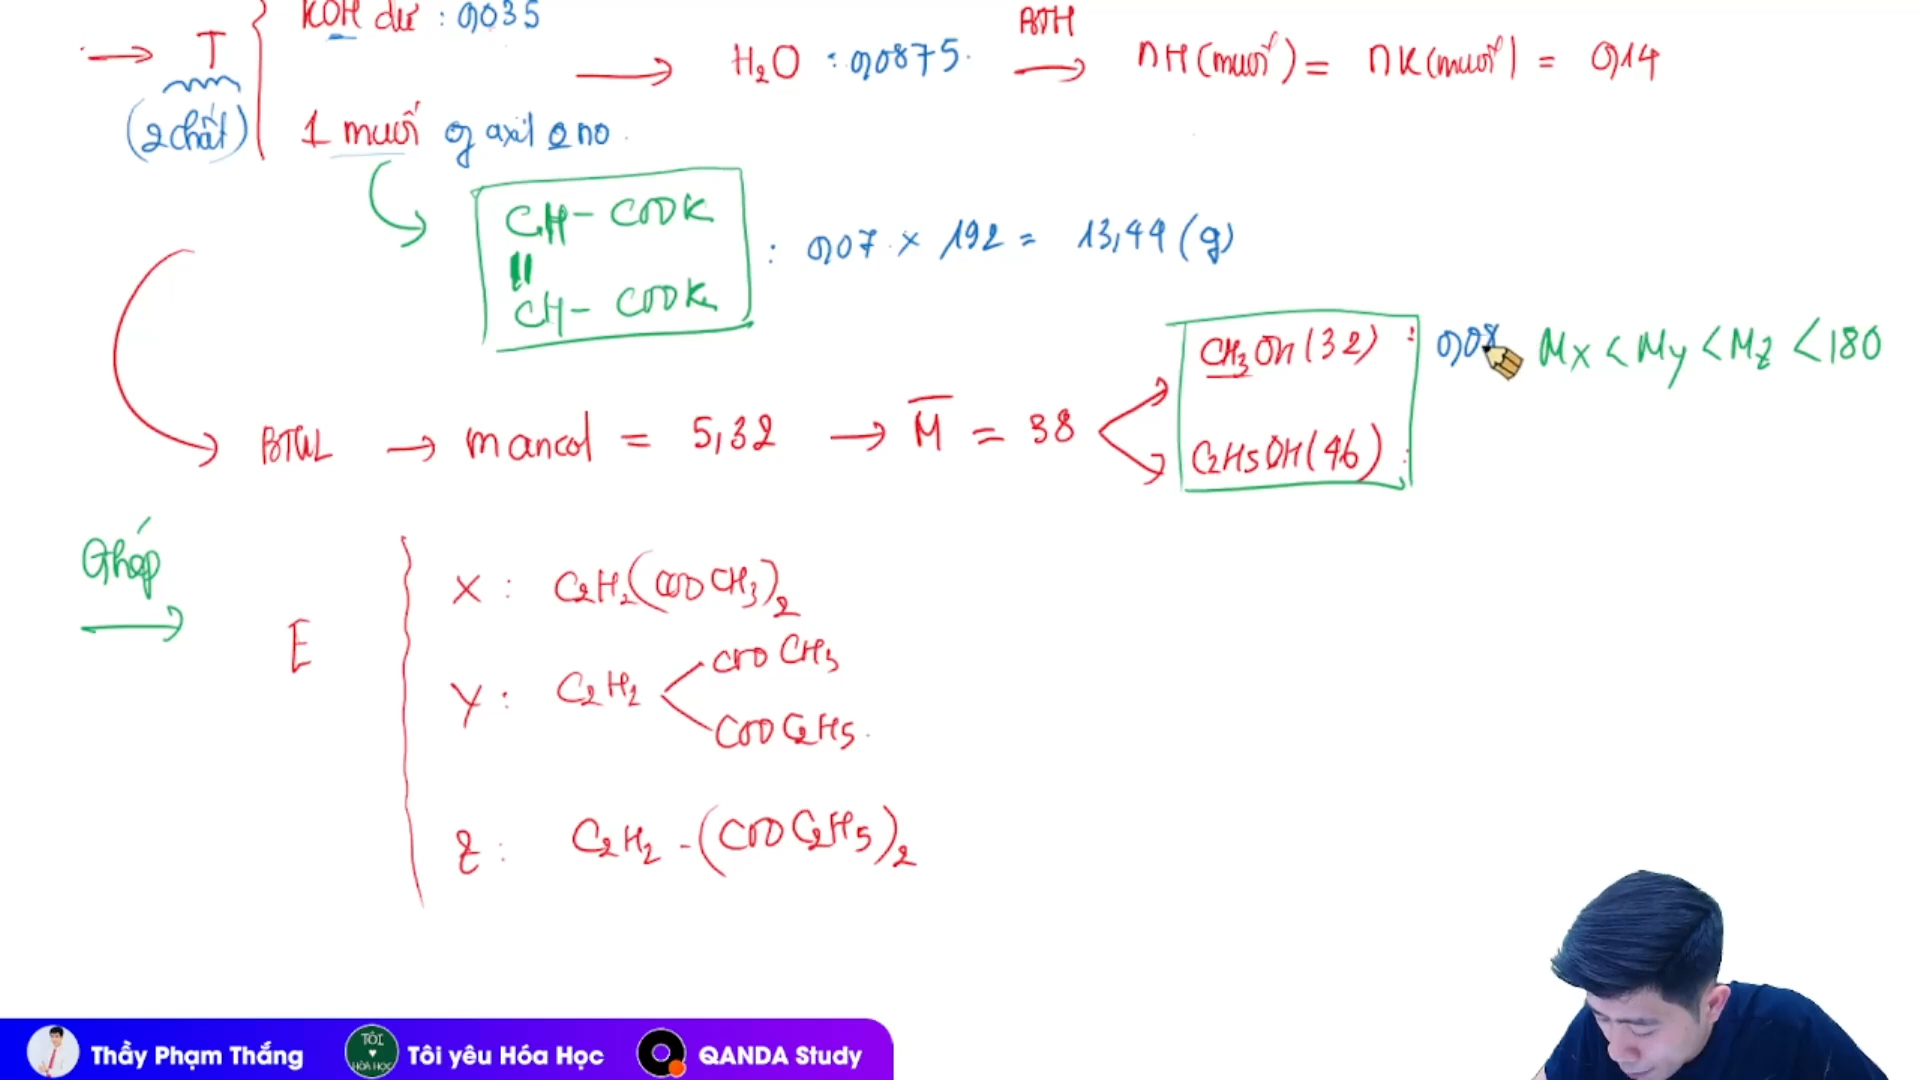 KOH dư : 0,035
→ T
(2 chất)
1 muối of axit 2 no
→ H₂O : 0,0875
BTH
→ nH (muối) = nK (muối) = 0,14
CH - COOK
||
CH - COOK
: 0,07 × 192 = 13,44 (g)
CH₃OH (32) : 0,08
Mx < My < Mz < 180
BTKL → m ancol = 5,32 → M̅ = 38
C₂H₅OH (46) :
Ghép
→ E
X : C₂H₂(COOCH₃)₂
Y : C₂H₂
COOCH₃
COOC₂H₅
Z : C₂H₂ - (COOC₂H₅)₂
Thầy Phạm Thắng
TÔI ♥ HÓA HỌC
Tôi yêu Hóa Học
QANDA Study